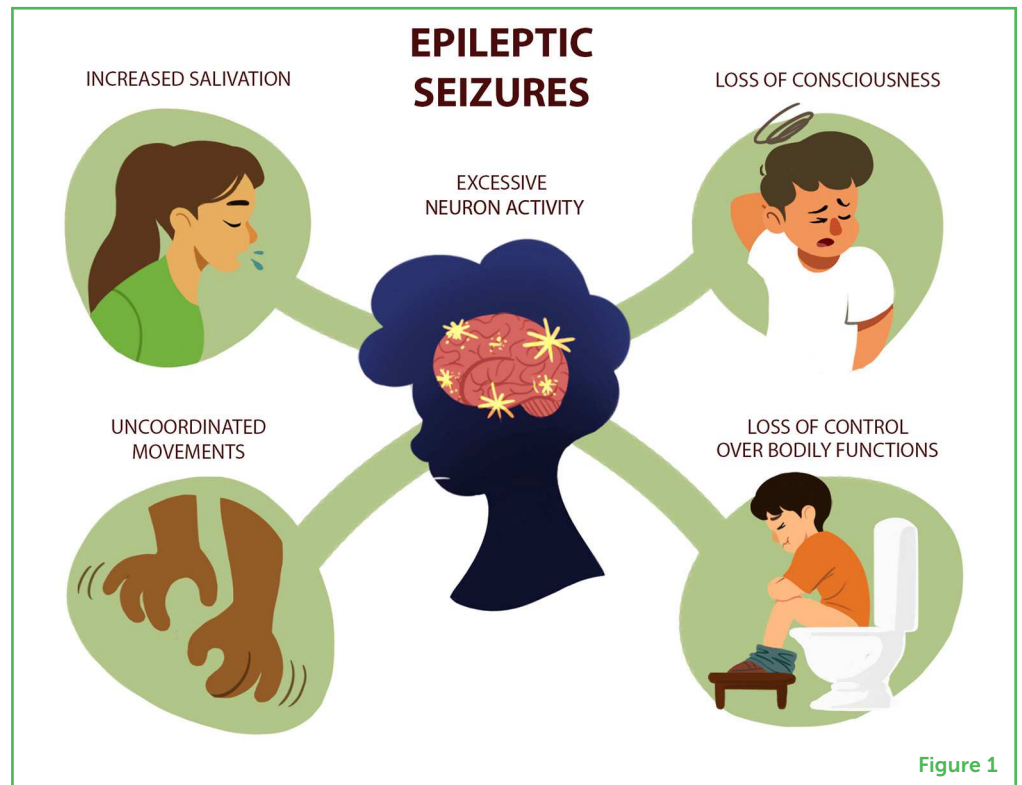 EPILEPTIC
SEIZURES
INCREASED SALIVATION
LOSS OF CONSCIOUSNESS
EXCESSIVE
NEURON ACTIVITY
UNCOORDINATED
MOVEMENTS
LOSS OF CONTROL
OVER BODILY FUNCTIONS
Figure 1